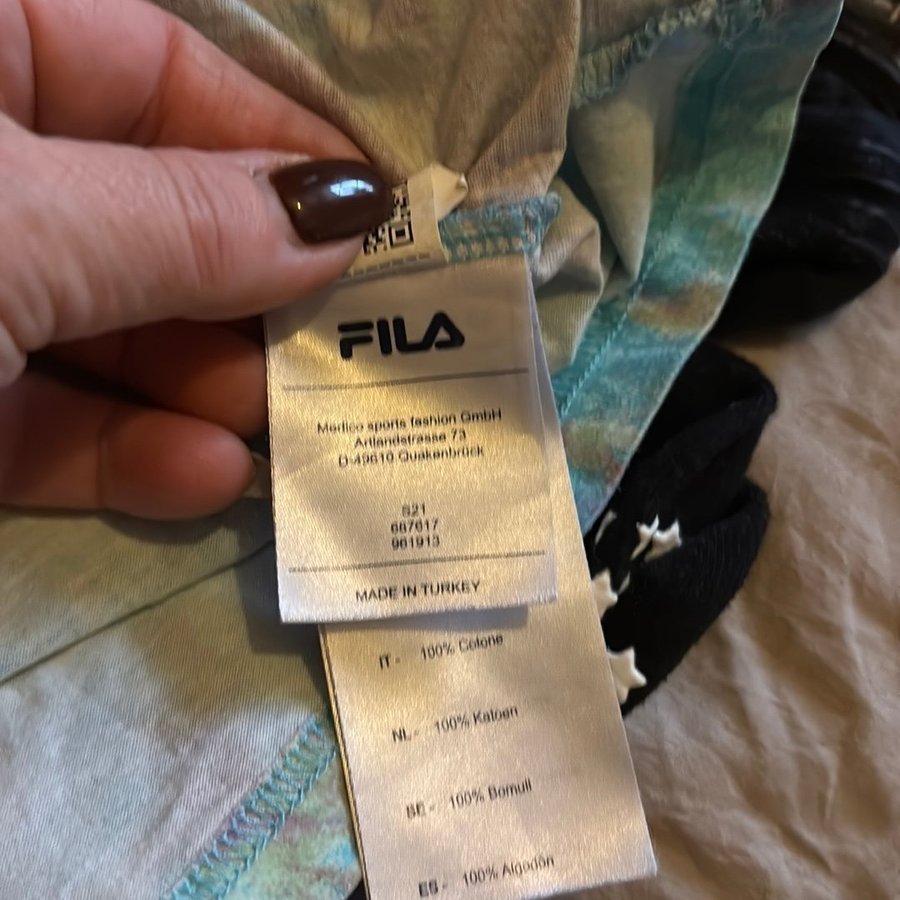 FILA
Merlico sports fashion GmbH
Artlandstrasse 73
D-49610 Quakenbrück
S21
687617
961913
MADE IN TURKEY
IT - 100% Cotone
NL - 100% Katoen
SE - 100% Bomull
ES - 100% Algodón